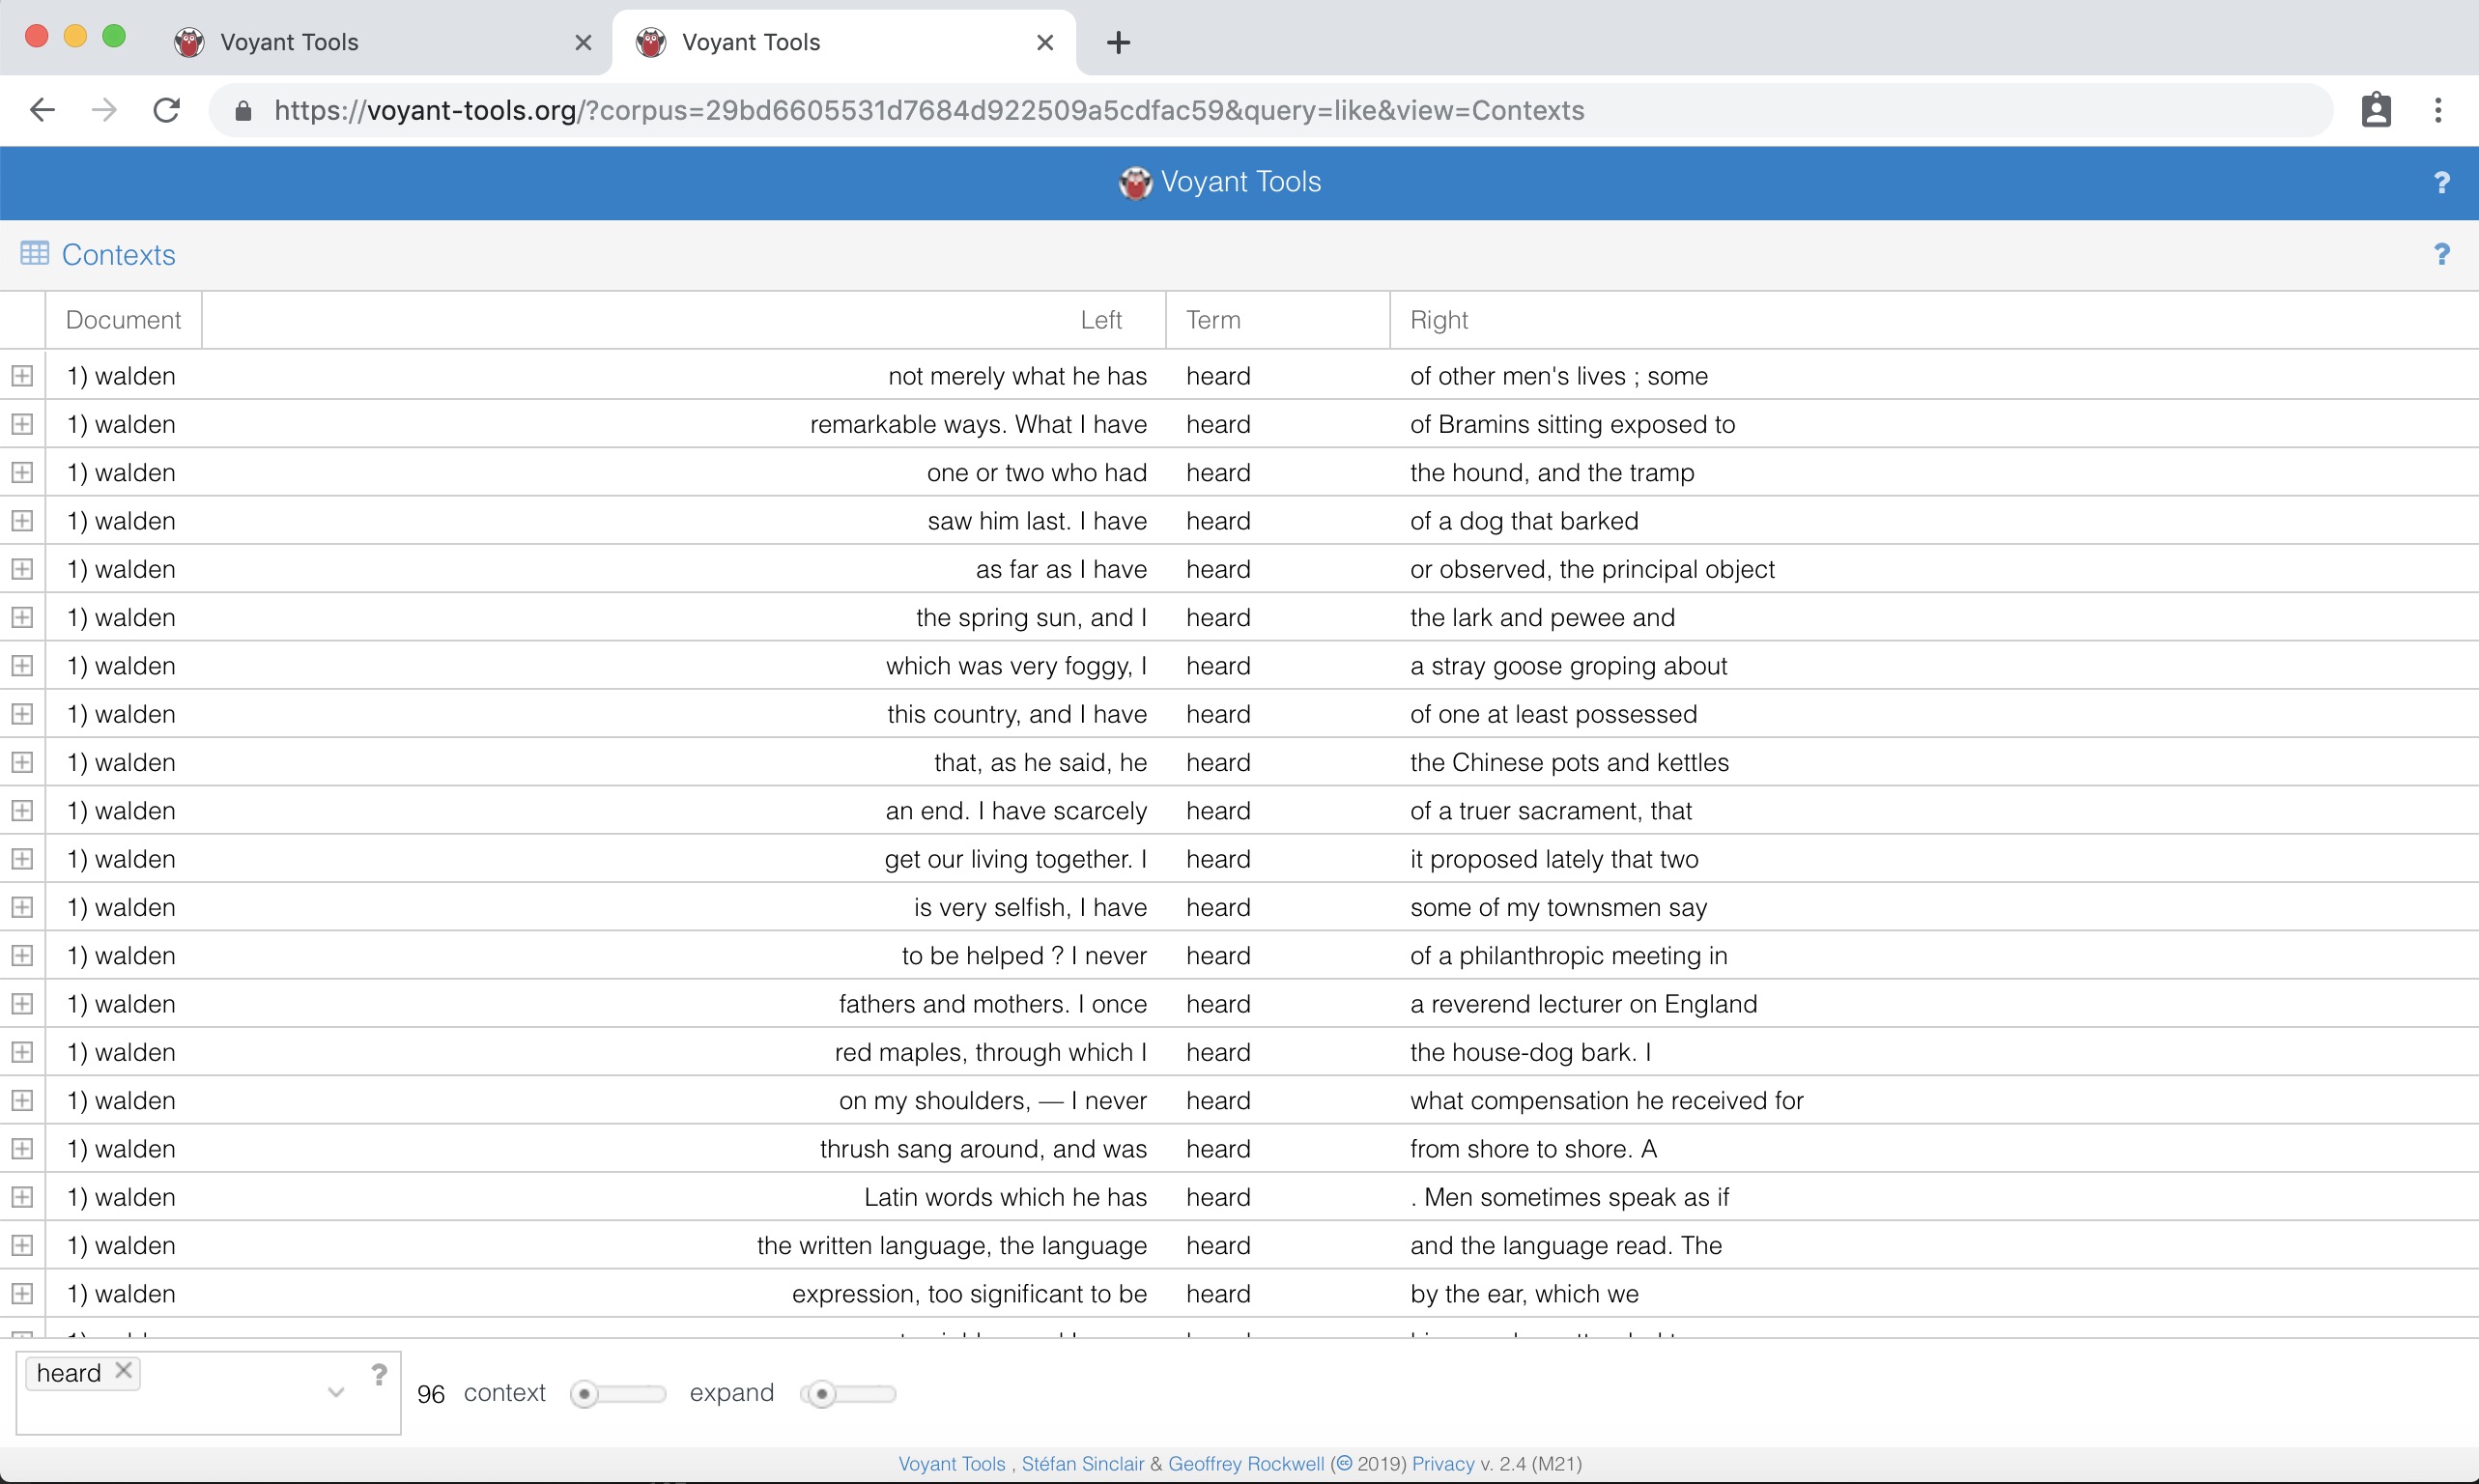 Voyant Tools
Voyant Tools
https://voyant-tools.org/?corpus=29bd6605531d7684d922509a5cdfac59&query=like&view=Contexts
Voyant Tools ?
Contexts ?
Document Left Term Right
1) walden not merely what he has heard of other men's lives ; some
1) walden remarkable ways. What I have heard of Bramins sitting exposed to
1) walden one or two who had heard the hound, and the tramp
1) walden saw him last. I have heard of a dog that barked
1) walden as far as I have heard or observed, the principal object
1) walden the spring sun, and I heard the lark and pewee and
1) walden which was very foggy, I heard a stray goose groping about
1) walden this country, and I have heard of one at least possessed
1) walden that, as he said, he heard the Chinese pots and kettles
1) walden an end. I have scarcely heard of a truer sacrament, that
1) walden get our living together. I heard it proposed lately that two
1) walden is very selfish, I have heard some of my townsmen say
1) walden to be helped ? I never heard of a philanthropic meeting in
1) walden fathers and mothers. I once heard a reverend lecturer on England
1) walden red maples, through which I heard the house-dog bark. I
1) walden on my shoulders, — I never heard what compensation he received for
1) walden thrush sang around, and was heard from shore to shore. A
1) walden Latin words which he has heard . Men sometimes speak as if
1) walden the written language, the language heard and the language read. The
1) walden expression, too significant to be heard by the ear, which we
heard ? 96 context expand
Voyant Tools , Stéfan Sinclair & Geoffrey Rockwell (cc 2019) Privacy v. 2.4 (M21)